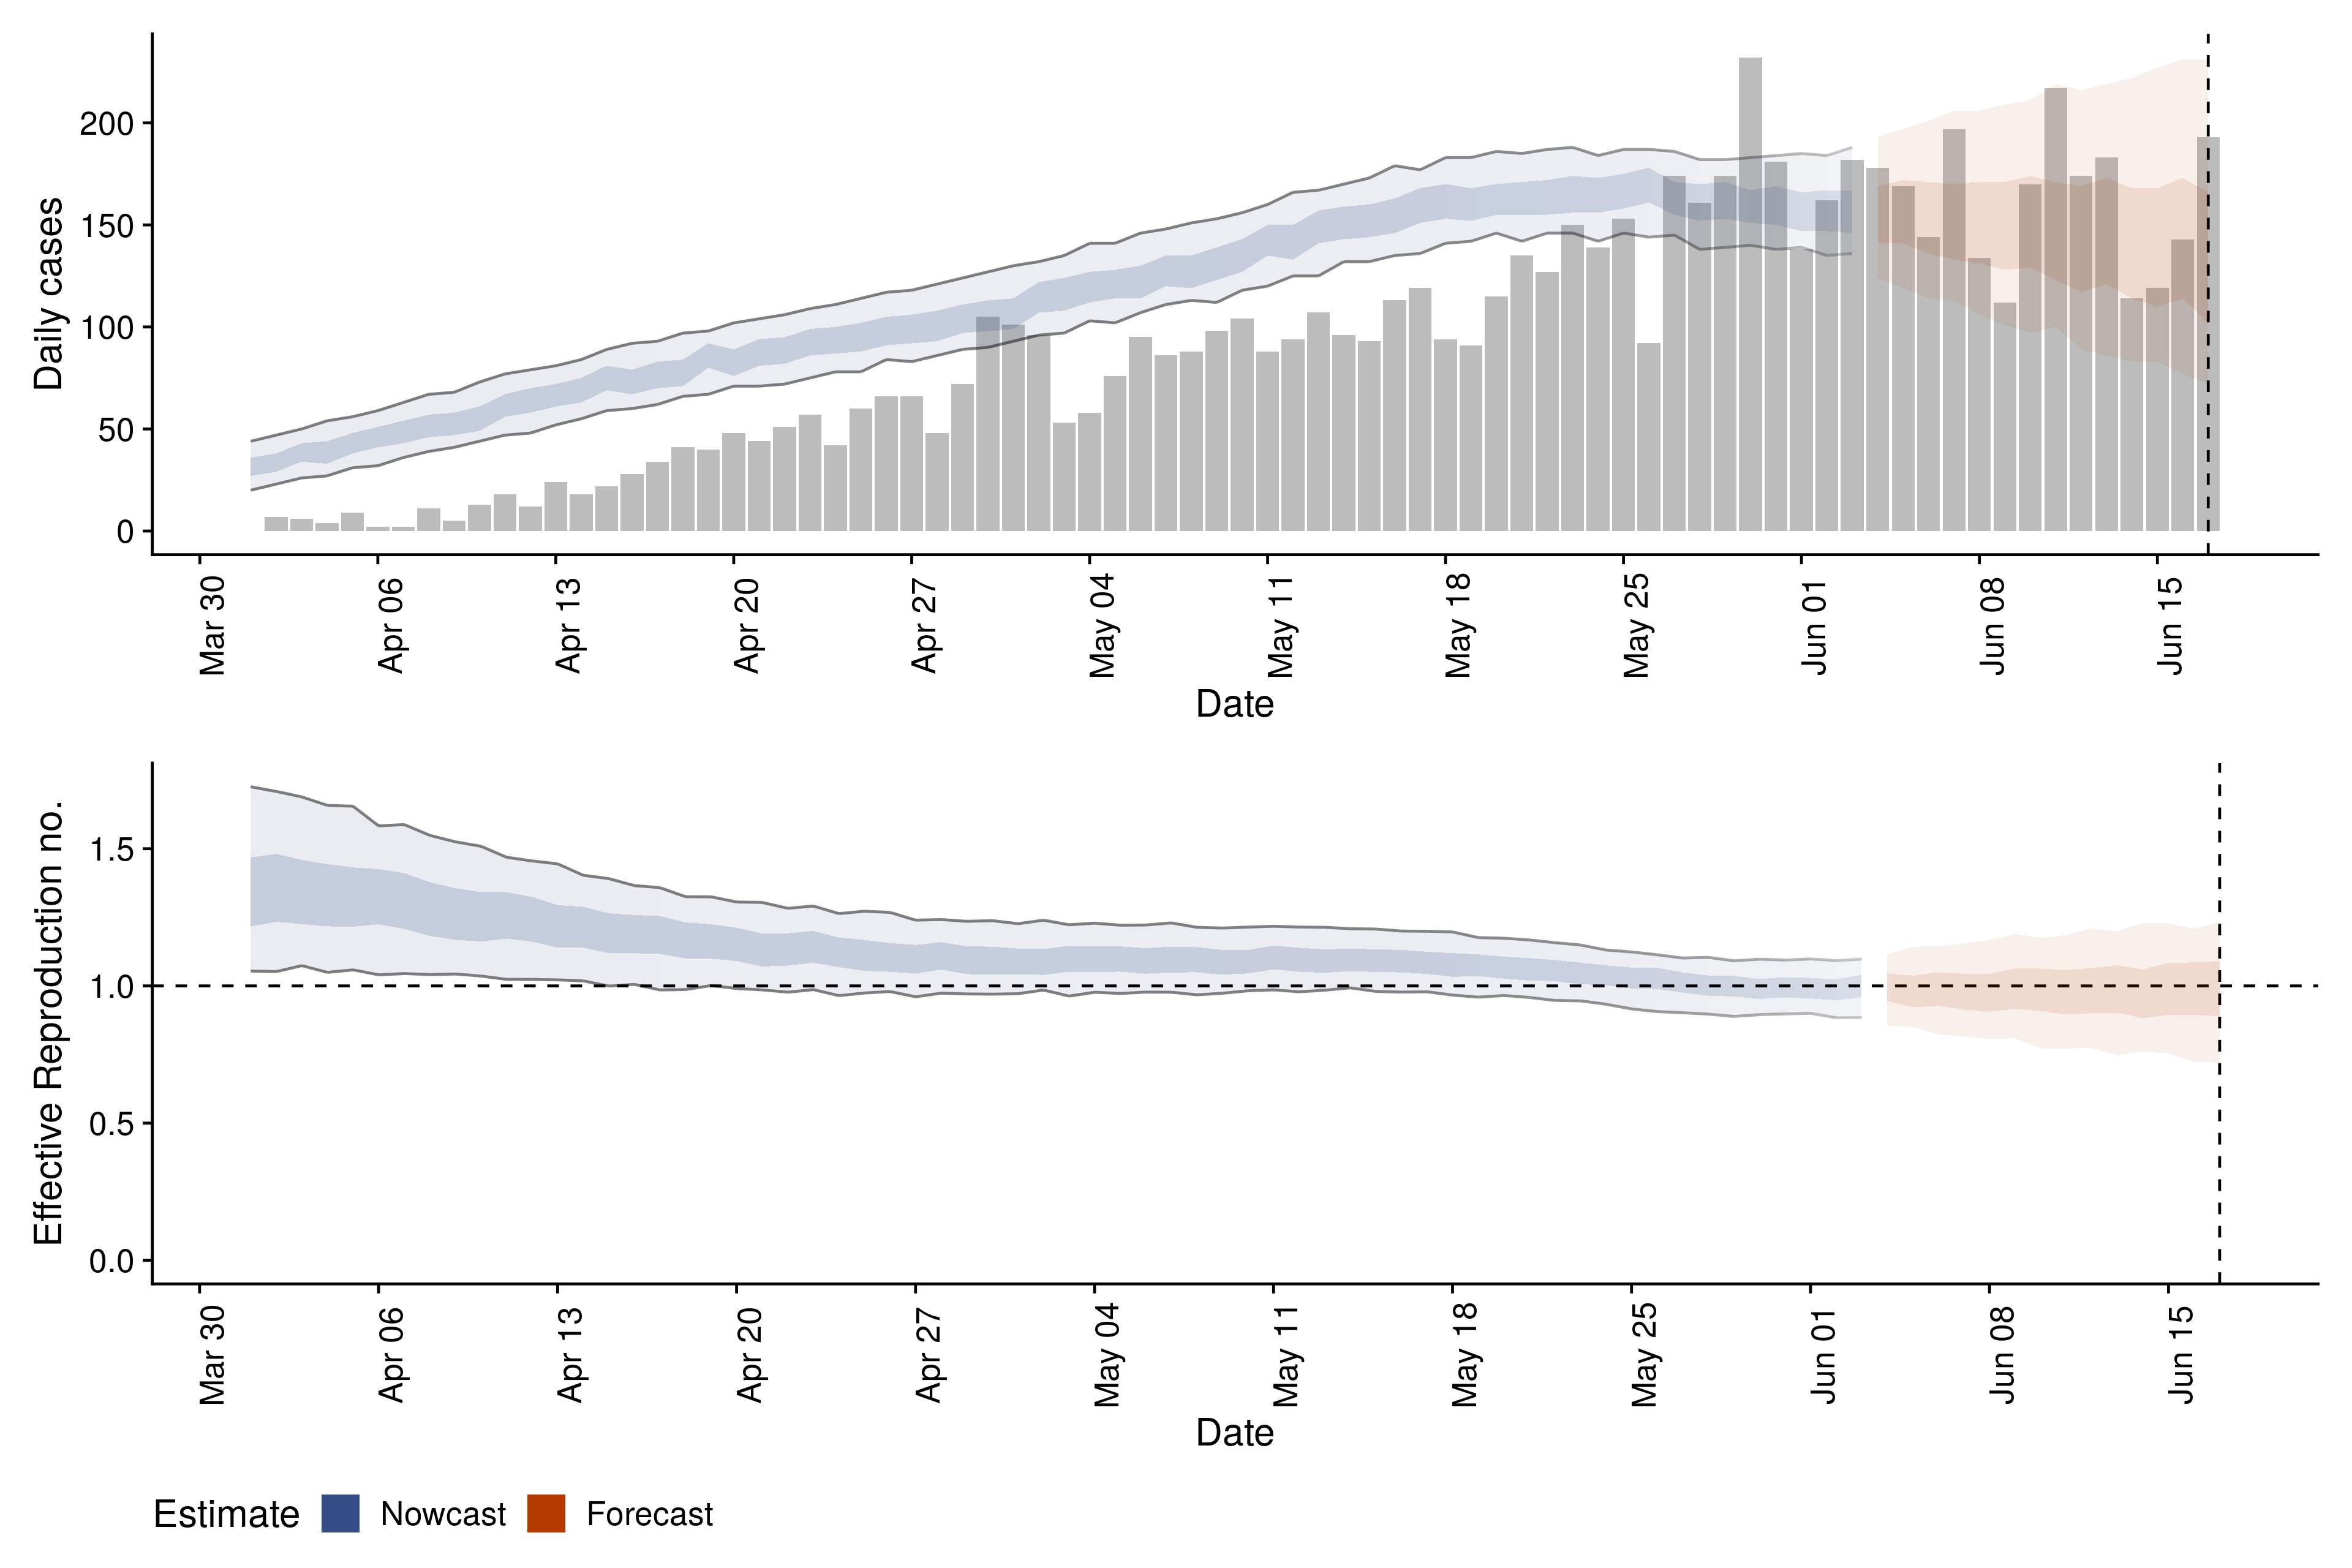 Daily cases
200
150
100
50
0
Mar 30
Apr 06
Apr 13
Apr 20
Apr 27
May 04
May 11
May 18
May 25
Jun 01
Jun 08
Jun 15
Date
Effective Reproduction no.
1.5
1.0
0.5
0.0
Mar 30
Apr 06
Apr 13
Apr 20
Apr 27
May 04
May 11
May 18
May 25
Jun 01
Jun 08
Jun 15
Date
Estimate Nowcast Forecast